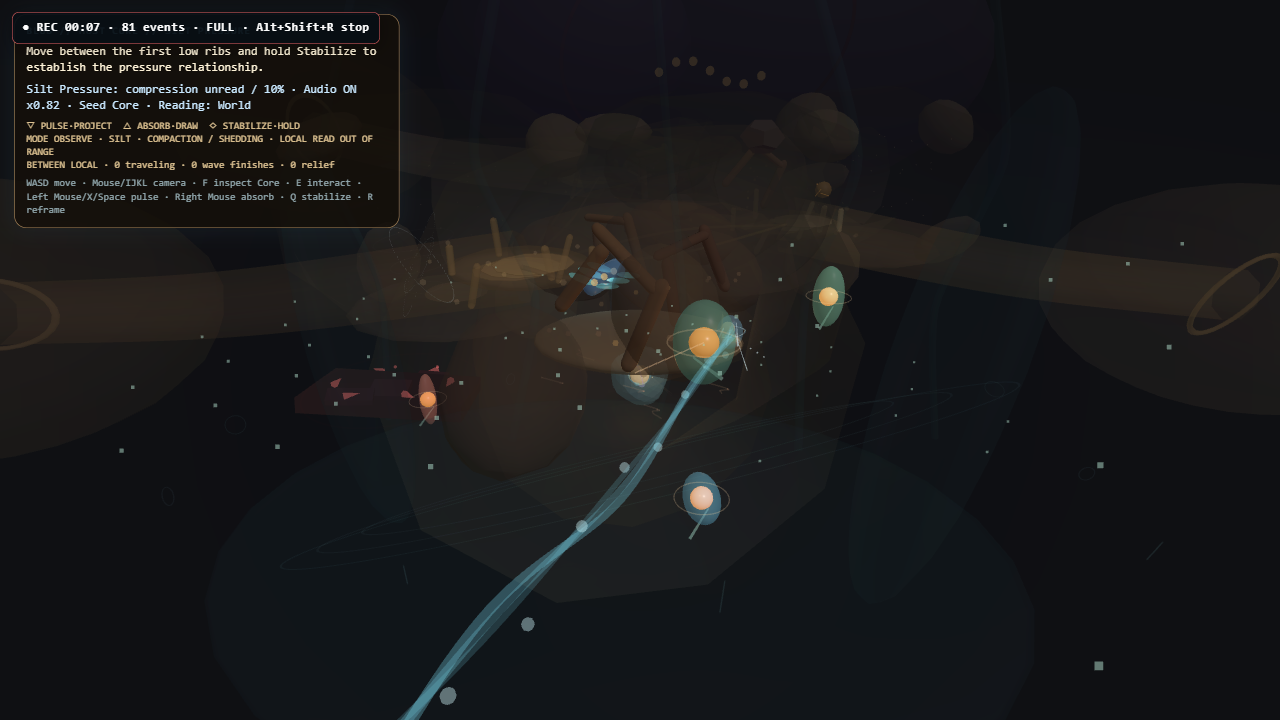 ● REC 00:07 · 81 events · FULL · Alt+Shift+R stop
Move between the first low ribs and hold Stabilize to
establish the pressure relationship.
Silt Pressure: compression unread / 10% · Audio ON
x0.82 · Seed Core · Reading: World
▽ PULSE·PROJECT △ ABSORB·DRAW ◇ STABILIZE·HOLD
MODE OBSERVE · SILT · COMPACTION / SHEDDING · LOCAL READ OUT OF
RANGE
BETWEEN LOCAL · 0 traveling · 0 wave finishes · 0 relief
WASD move · Mouse/IJKL camera · F inspect Core · E interact ·
Left Mouse/X/Space pulse · Right Mouse absorb · Q stabilize · R
reframe